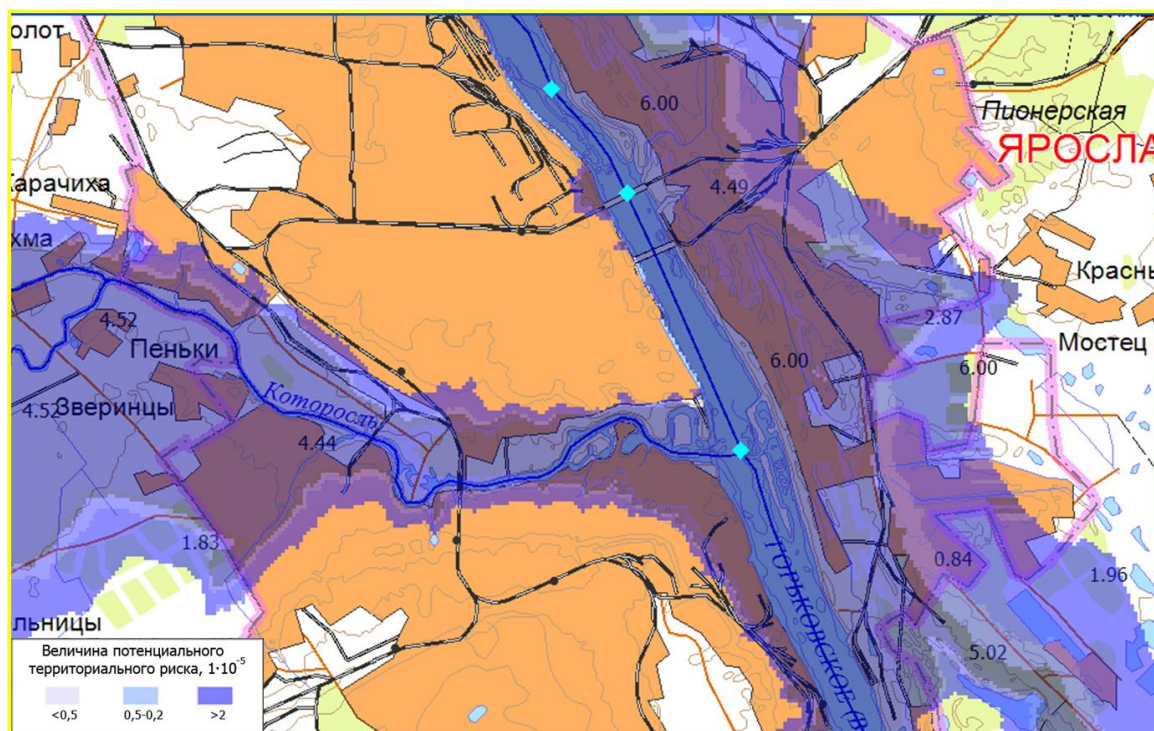 олот
6.00
Пионерская
ЯРОСЛА
Карачиха
4.49
хма
Красны
4.52
2.87
Пеньки
Мостец
6.00
6.00
4.52
Зверинцы
Которосль
4.44
1.83
0.84
1.96
ГОРЬКОВСКОЕ (В
5.02
ольницы
Величина потенциального
территориального риска, 1·10⁻⁵
<0,5
0,5-0,2
>2